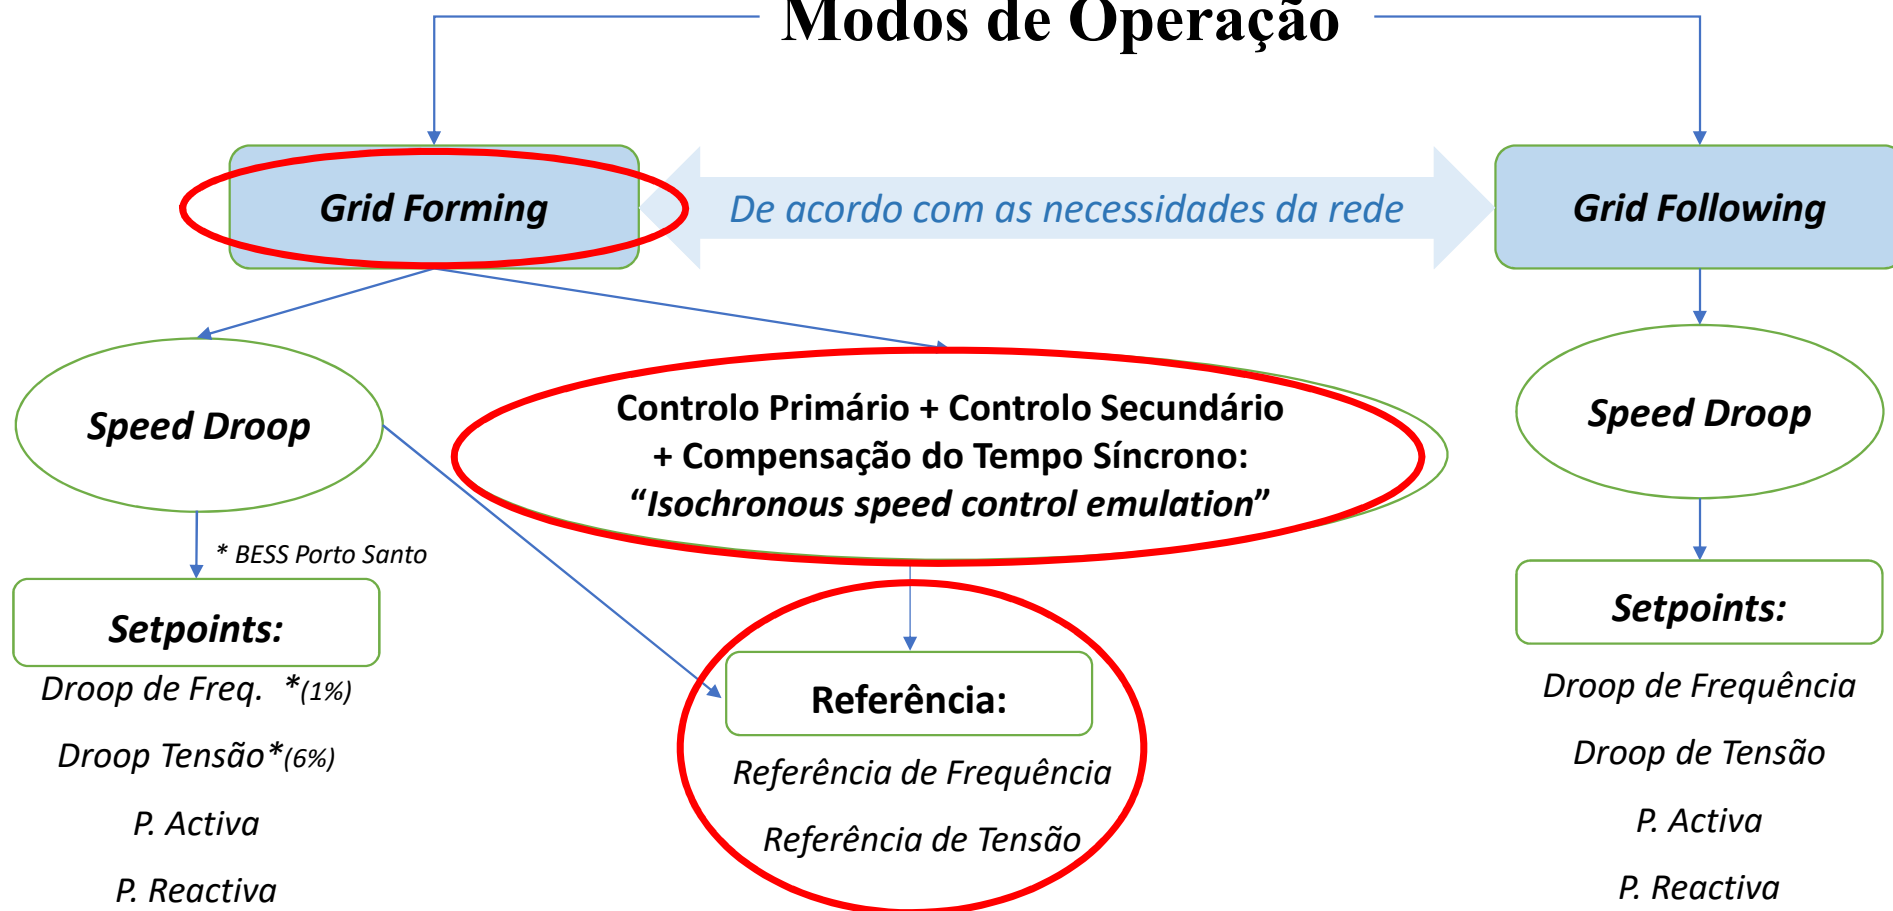 Modos de Operação
Grid Forming
De acordo com as necessidades da rede
Grid Following
Speed Droop
Controlo Primário + Controlo Secundário
+ Compensação do Tempo Síncrono:
“Isochronous speed control emulation”
Speed Droop
* BESS Porto Santo
Setpoints:
Droop de Freq. *(1%)
Droop Tensão*(6%)
P. Activa
P. Reactiva
Referência:
Referência de Frequência
Referência de Tensão
Setpoints:
Droop de Frequência
Droop de Tensão
P. Activa
P. Reactiva